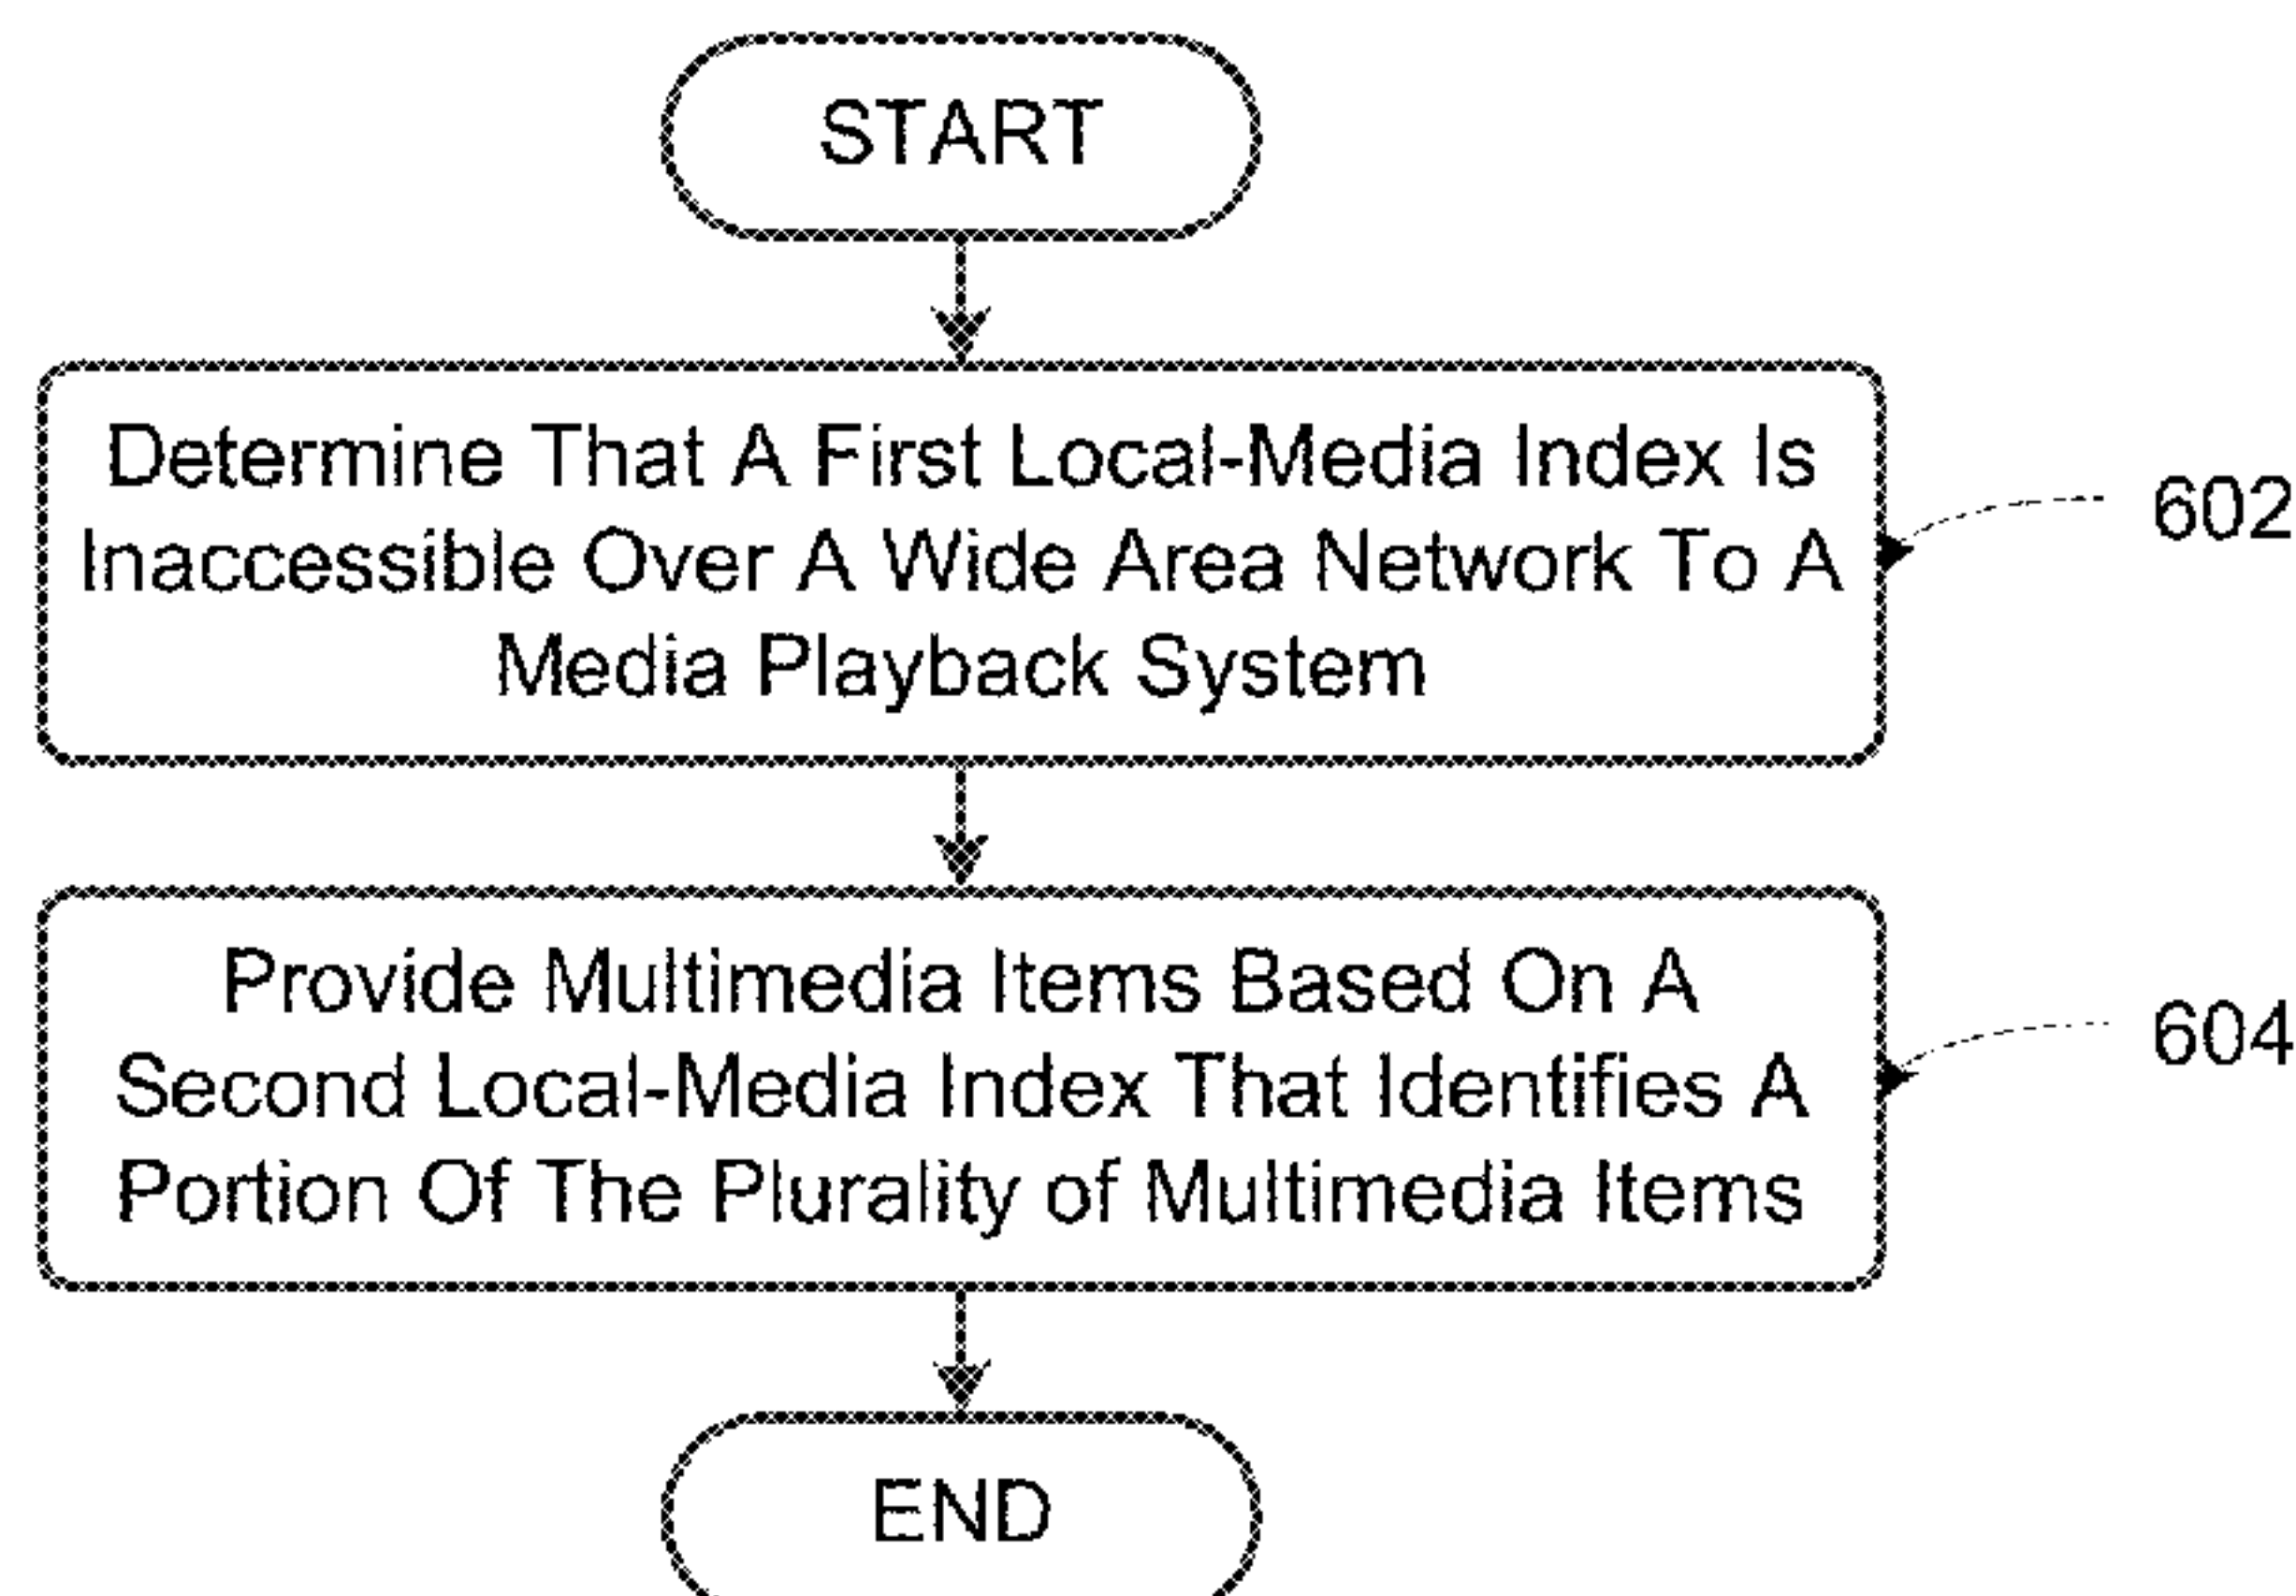 START
Determine That A First Local-Media Index Is
Inaccessible Over A Wide Area Network To A
Media Playback System
602
Provide Multimedia Items Based On A
Second Local-Media Index That Identifies A
Portion Of The Plurality of Multimedia Items
604
END